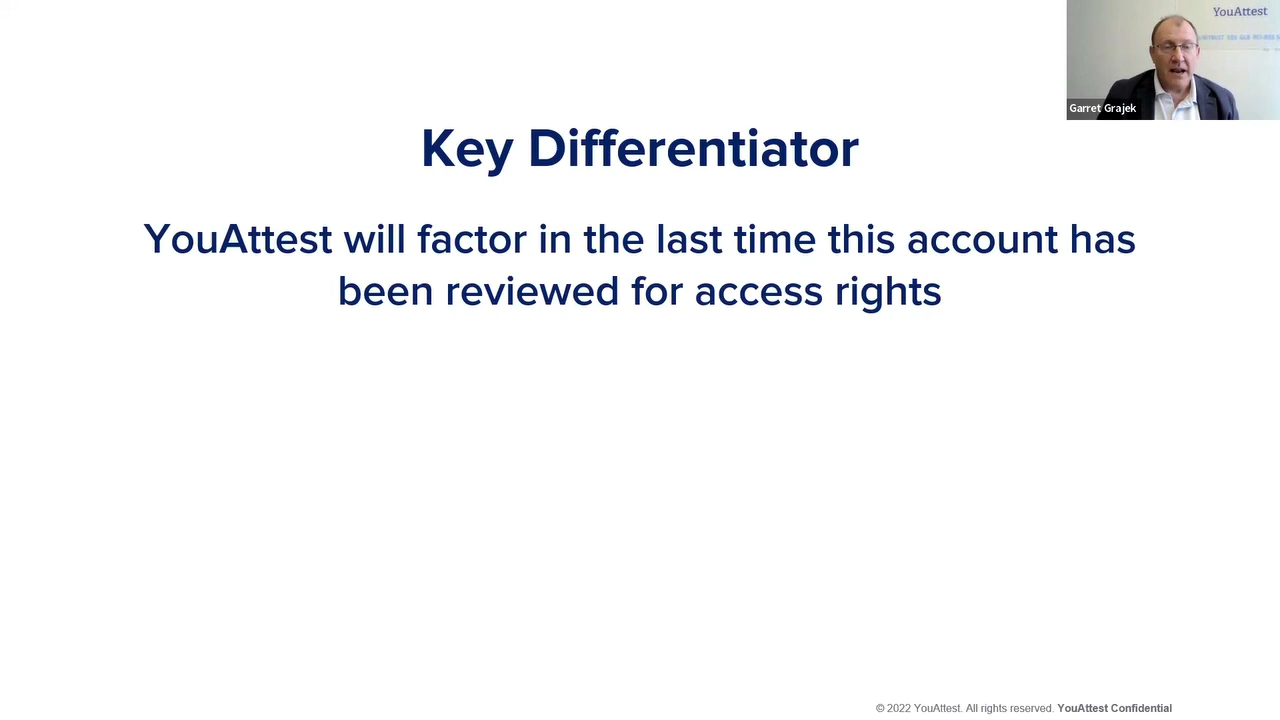 YouAttest
Garret Grajek
Key Differentiator
YouAttest will factor in the last time this account has
been reviewed for access rights
© 2022 YouAttest. All rights reserved. YouAttest Confidential